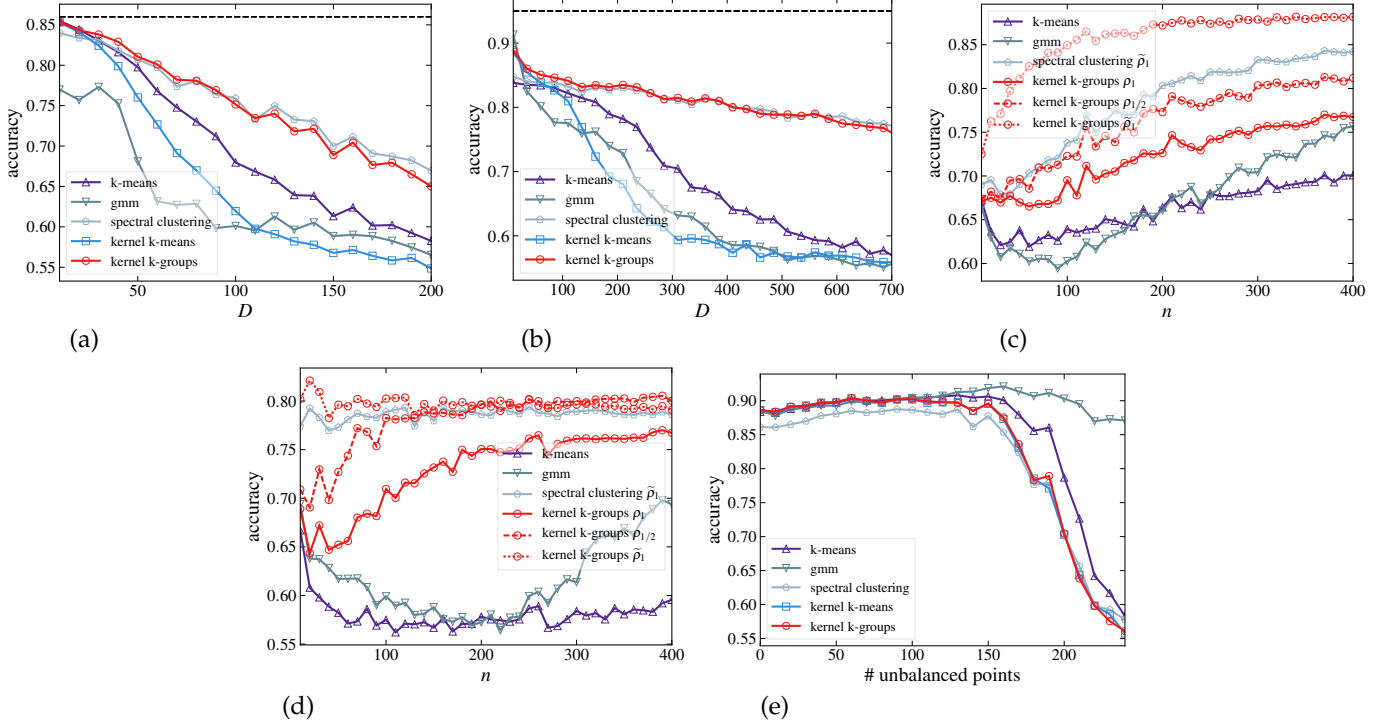 accuracy
0.85
0.80
0.75
0.70
0.65
0.60
0.55
k-means
gmm
spectral clustering
kernel k-means
kernel k-groups
50 100 150 200
D
(a)
accuracy
0.9
0.8
0.7
0.6
k-means
gmm
spectral clustering
kernel k-means
kernel k-groups
100 200 300 400 500 600 700
D
(b)
accuracy
0.85
0.80
0.75
0.70
0.65
0.60
k-means
gmm
spectral clustering ρ̃₁
kernel k-groups ρ₁
kernel k-groups ρ₁/₂
kernel k-groups ρ̃₁
100 200 300 400
n
(c)
accuracy
0.80
0.75
0.70
0.65
0.60
0.55
k-means
gmm
spectral clustering ρ̃₁
kernel k-groups ρ₁
kernel k-groups ρ₁/₂
kernel k-groups ρ̃₁
100 200 300 400
n
(d)
accuracy
0.90
0.85
0.80
0.75
0.70
0.65
0.60
0.55
k-means
gmm
spectral clustering
kernel k-means
kernel k-groups
0 50 100 150 200
# unbalanced points
(e)